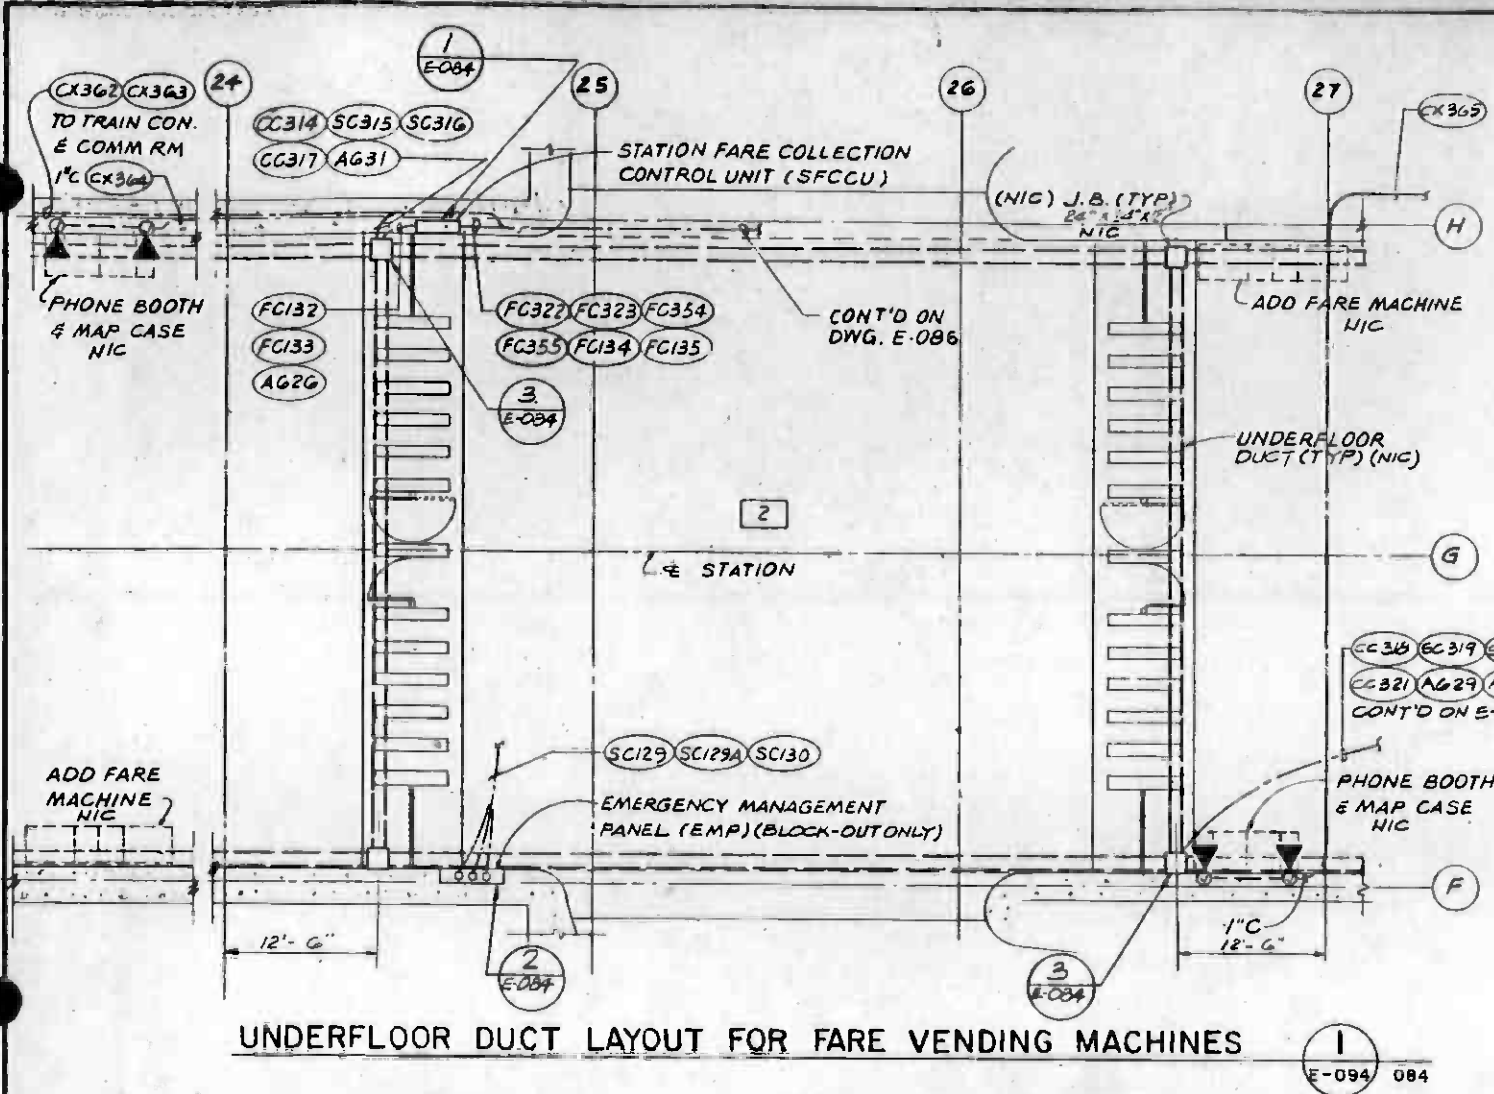 1
E-084
24
25
26
27
CX362 CX363
TO TRAIN CON.
& COMM RM
1"C CX364
CC314 SC315 SC316
CC317 AG31
STATION FARE COLLECTION
CONTROL UNIT (SFCCU)
(NIC) J.B. (TYP)
NIC
CX365
H
PHONE BOOTH
& MAP CASE
NIC
FC132
FC133
AG26
FC322 FC323 FC354
FC355 FC134 FC135
3
E-084
CONT'D ON
DWG. E-086
ADD FARE MACHINE
NIC
UNDERFLOOR
DUCT (TYP) (NIC)
2
℄ STATION
G
SC319
CC321 AG29
CONT'D ON E-
SC129 SC129A SC130
EMERGENCY MANAGEMENT
PANEL (EMP) (BLOCK-OUT ONLY)
ADD FARE
MACHINE
NIC
PHONE BOOTH
& MAP CASE
NIC
F
12'-6"
2
E-084
3
E-084
1"C
12'-6"
UNDERFLOOR DUCT LAYOUT FOR FARE VENDING MACHINES
1
E-094 084